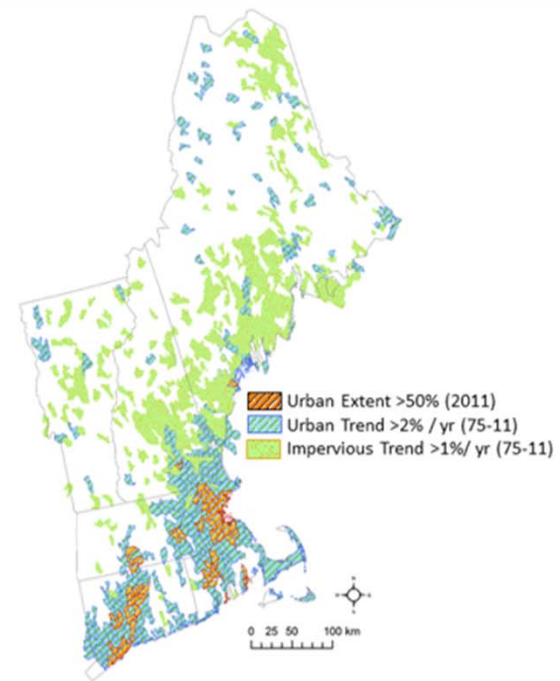 Urban Extent >50% (2011)
Urban Trend >2% / yr (75-11)
Impervious Trend >1%/ yr (75-11)
0 25 50 100 km